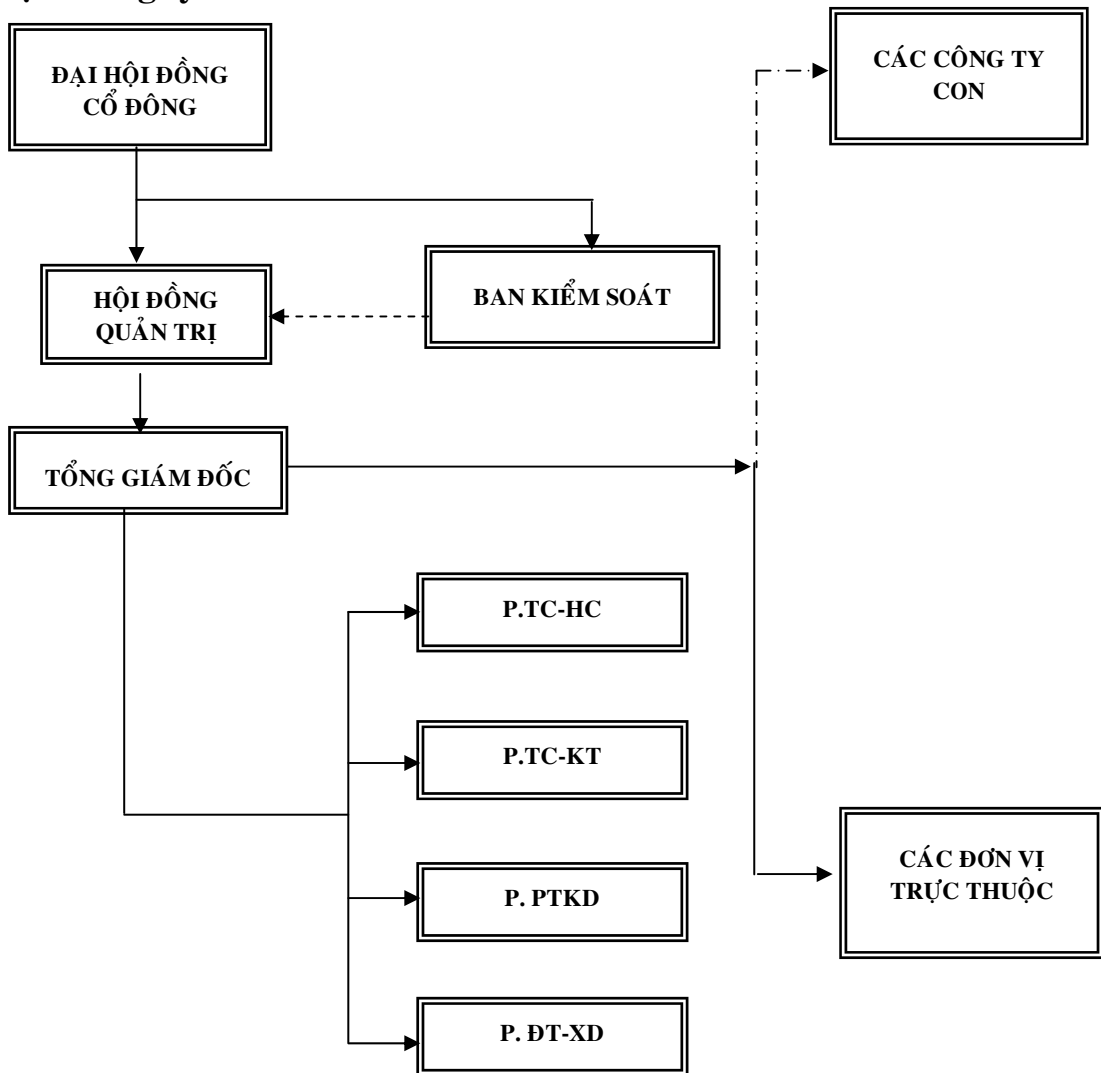 ĐẠI HỘI ĐỒNG
CỔ ĐÔNG
CÁC CÔNG TY
CON
HỘI ĐỒNG
QUẢN TRỊ
BAN KIỂM SOÁT
TỔNG GIÁM ĐỐC
P.TC-HC
P.TC-KT
P. PTKD
CÁC ĐƠN VỊ
TRỰC THUỘC
P. ĐT-XD